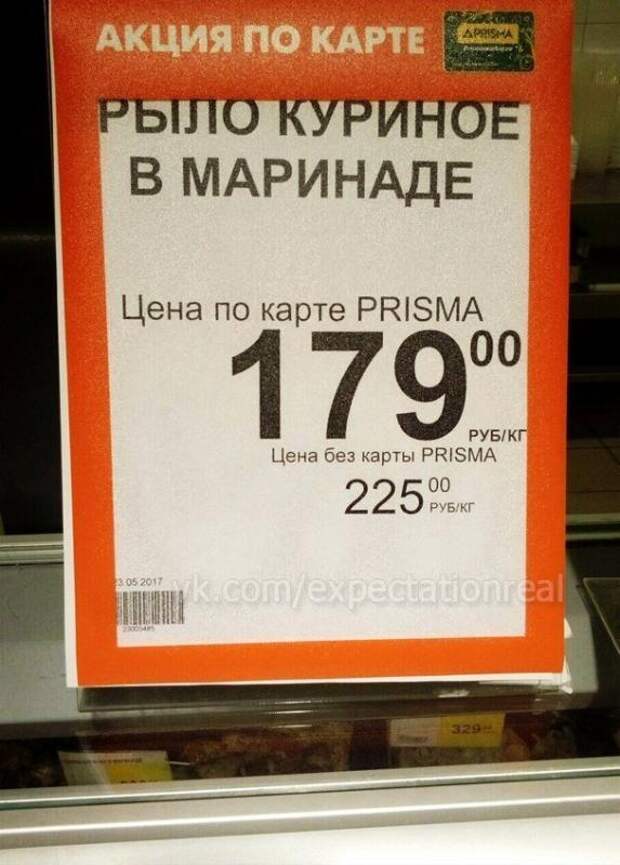 АКЦИЯ ПО КАРТЕ
PRISMA
РЫЛО КУРИНОЕ
В МАРИНАДЕ
Цена по карте PRISMA
179 00
РУБ/КГ
Цена без карты PRISMA
225 00
РУБ/КГ
23.05.2017
vk.com/expectationreal
329